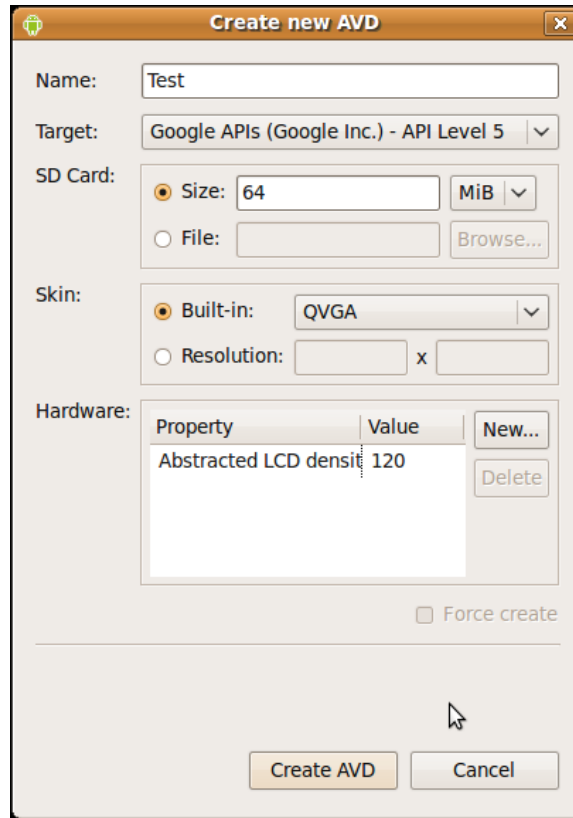 Create new AVD
Name: Test
Target: Google APIs (Google Inc.) - API Level 5
SD Card:
Size: 64 MiB
File: Browse...
Skin:
Built-in: QVGA
Resolution: x
Hardware:
Property Value New...
Abstracted LCD densit 120
Delete
Force create
Create AVD Cancel